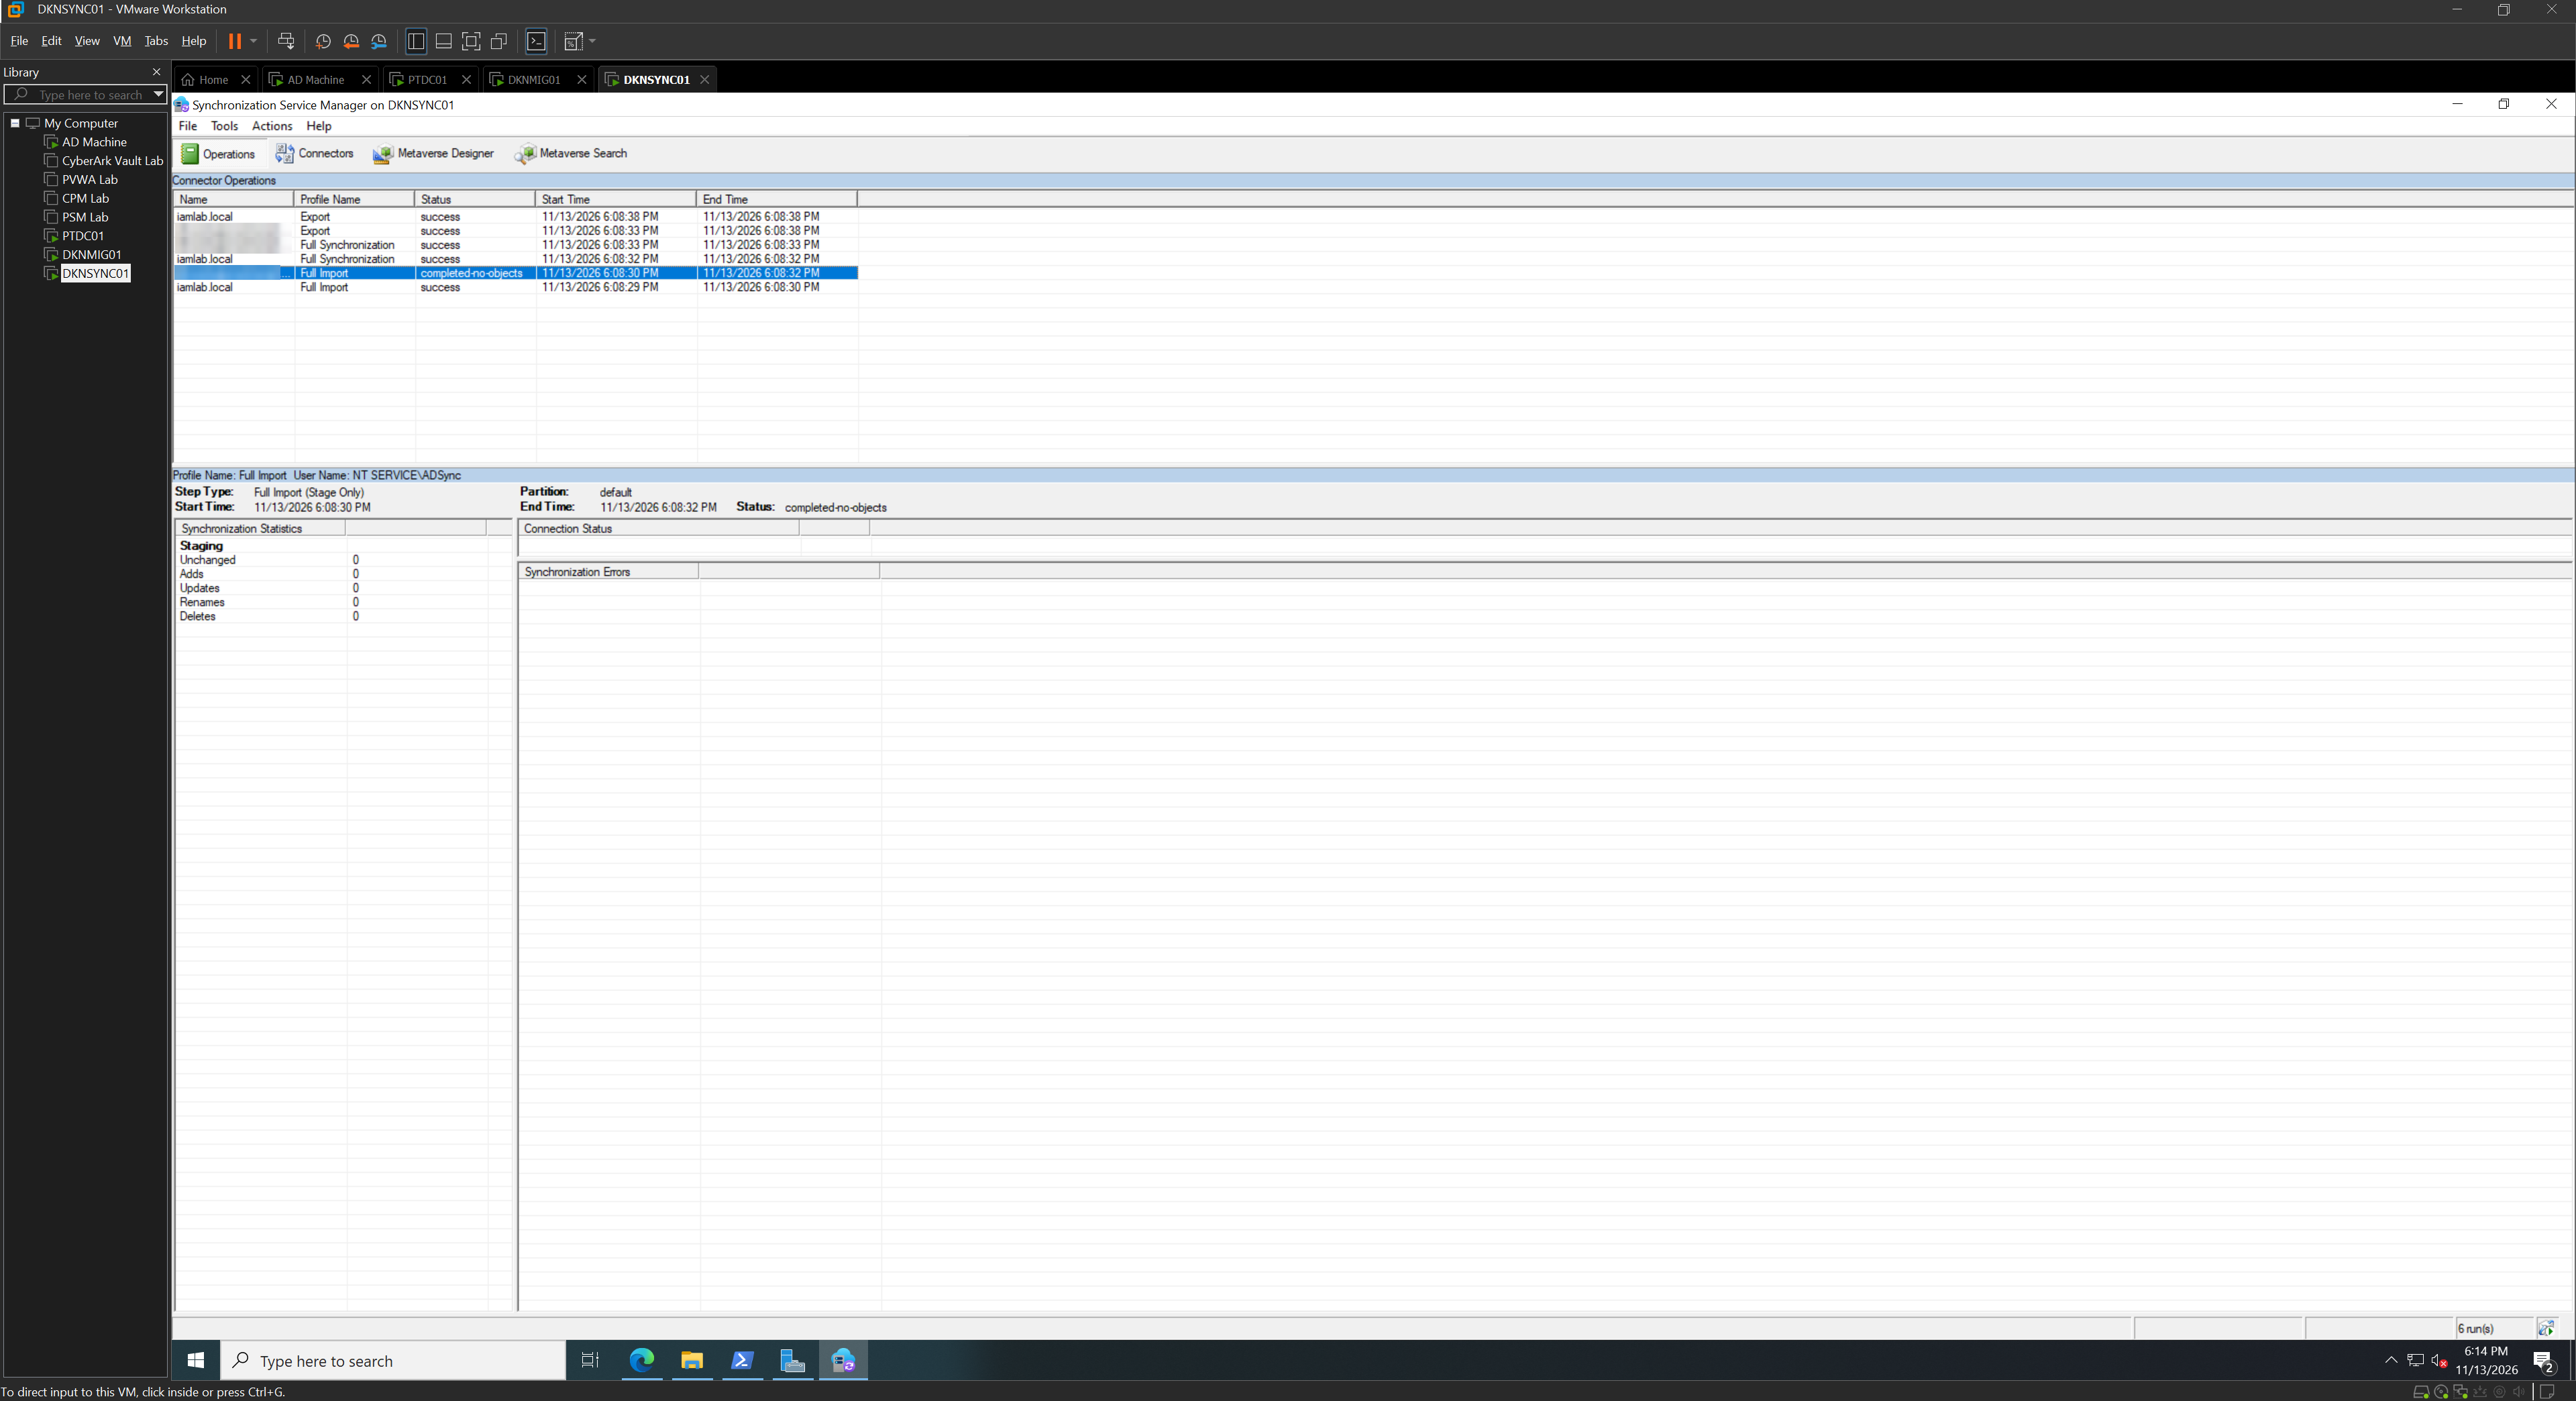 DKNSYNC01 - VMware Workstation
File Edit View VM Tabs Help
Library
Type here to search
My Computer
AD Machine
CyberArk Vault Lab
PVWA Lab
CPM Lab
PSM Lab
PTDC01
DKNMIG01
DKNSYNC01
Home AD Machine PTDC01 DKNMIG01 DKNSYNC01
Synchronization Service Manager on DKNSYNC01
File Tools Actions Help
Operations Connectors Metaverse Designer Metaverse Search
Connector Operations
Name Profile Name Status Start Time End Time
iamlab.local Export success 11/13/2026 6:08:38 PM 11/13/2026 6:08:38 PM
Export success 11/13/2026 6:08:33 PM 11/13/2026 6:08:38 PM
Full Synchronization success 11/13/2026 6:08:33 PM 11/13/2026 6:08:33 PM
iamlab.local Full Synchronization success 11/13/2026 6:08:32 PM 11/13/2026 6:08:32 PM
... Full Import completed-no-objects 11/13/2026 6:08:30 PM 11/13/2026 6:08:32 PM
iamlab.local Full Import success 11/13/2026 6:08:29 PM 11/13/2026 6:08:30 PM
Profile Name: Full Import User Name: NT SERVICE\ADSync
Step Type: Full Import (Stage Only) Partition: default
Start Time: 11/13/2026 6:08:30 PM End Time: 11/13/2026 6:08:32 PM Status: completed-no-objects
Synchronization Statistics
Staging
Unchanged 0
Adds 0
Updates 0
Renames 0
Deletes 0
Connection Status
Synchronization Errors
6 run(s)
Type here to search
6:14 PM
11/13/2026
2
To direct input to this VM, click inside or press Ctrl+G.